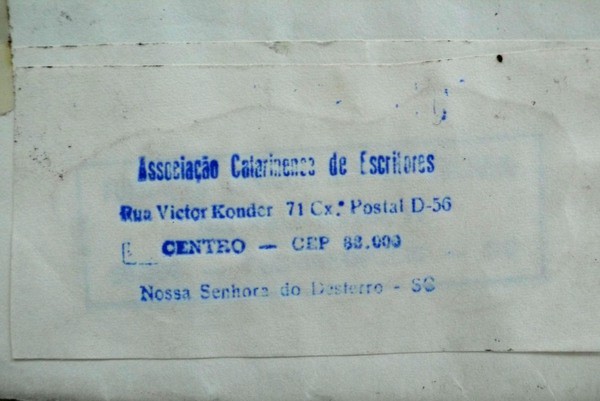 Associação Catarinense de Escritores
Rua Victor Konder 71 Cx.ª Postal D-56
CENTRO — CEP 88.000
Nossa Senhora do Desterro - SC